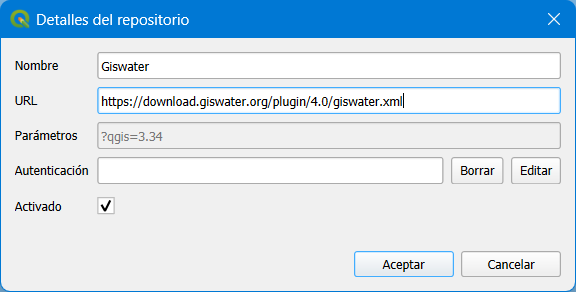 Detalles del repositorio
Nombre Giswater
URL https://download.giswater.org/plugin/4.0/giswater.xml
Parámetros ?qgis=3.34
Autenticación Borrar Editar
Activado
Aceptar Cancelar